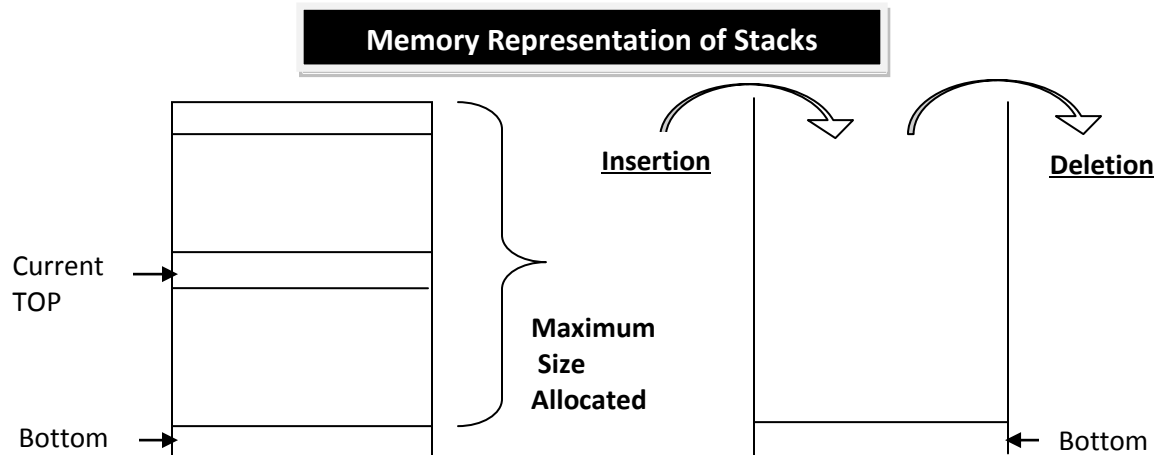 Memory Representation of Stacks
Insertion
Deletion
Current
TOP
Maximum
Size
Allocated
Bottom
Bottom